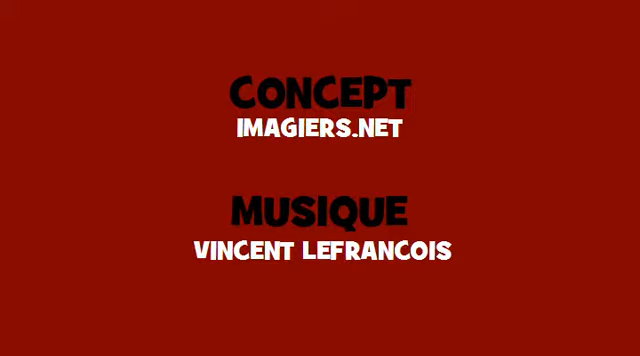 CONCEPT
IMAGIERS.NET
MUSIQUE
VINCENT LEFRANCOIS